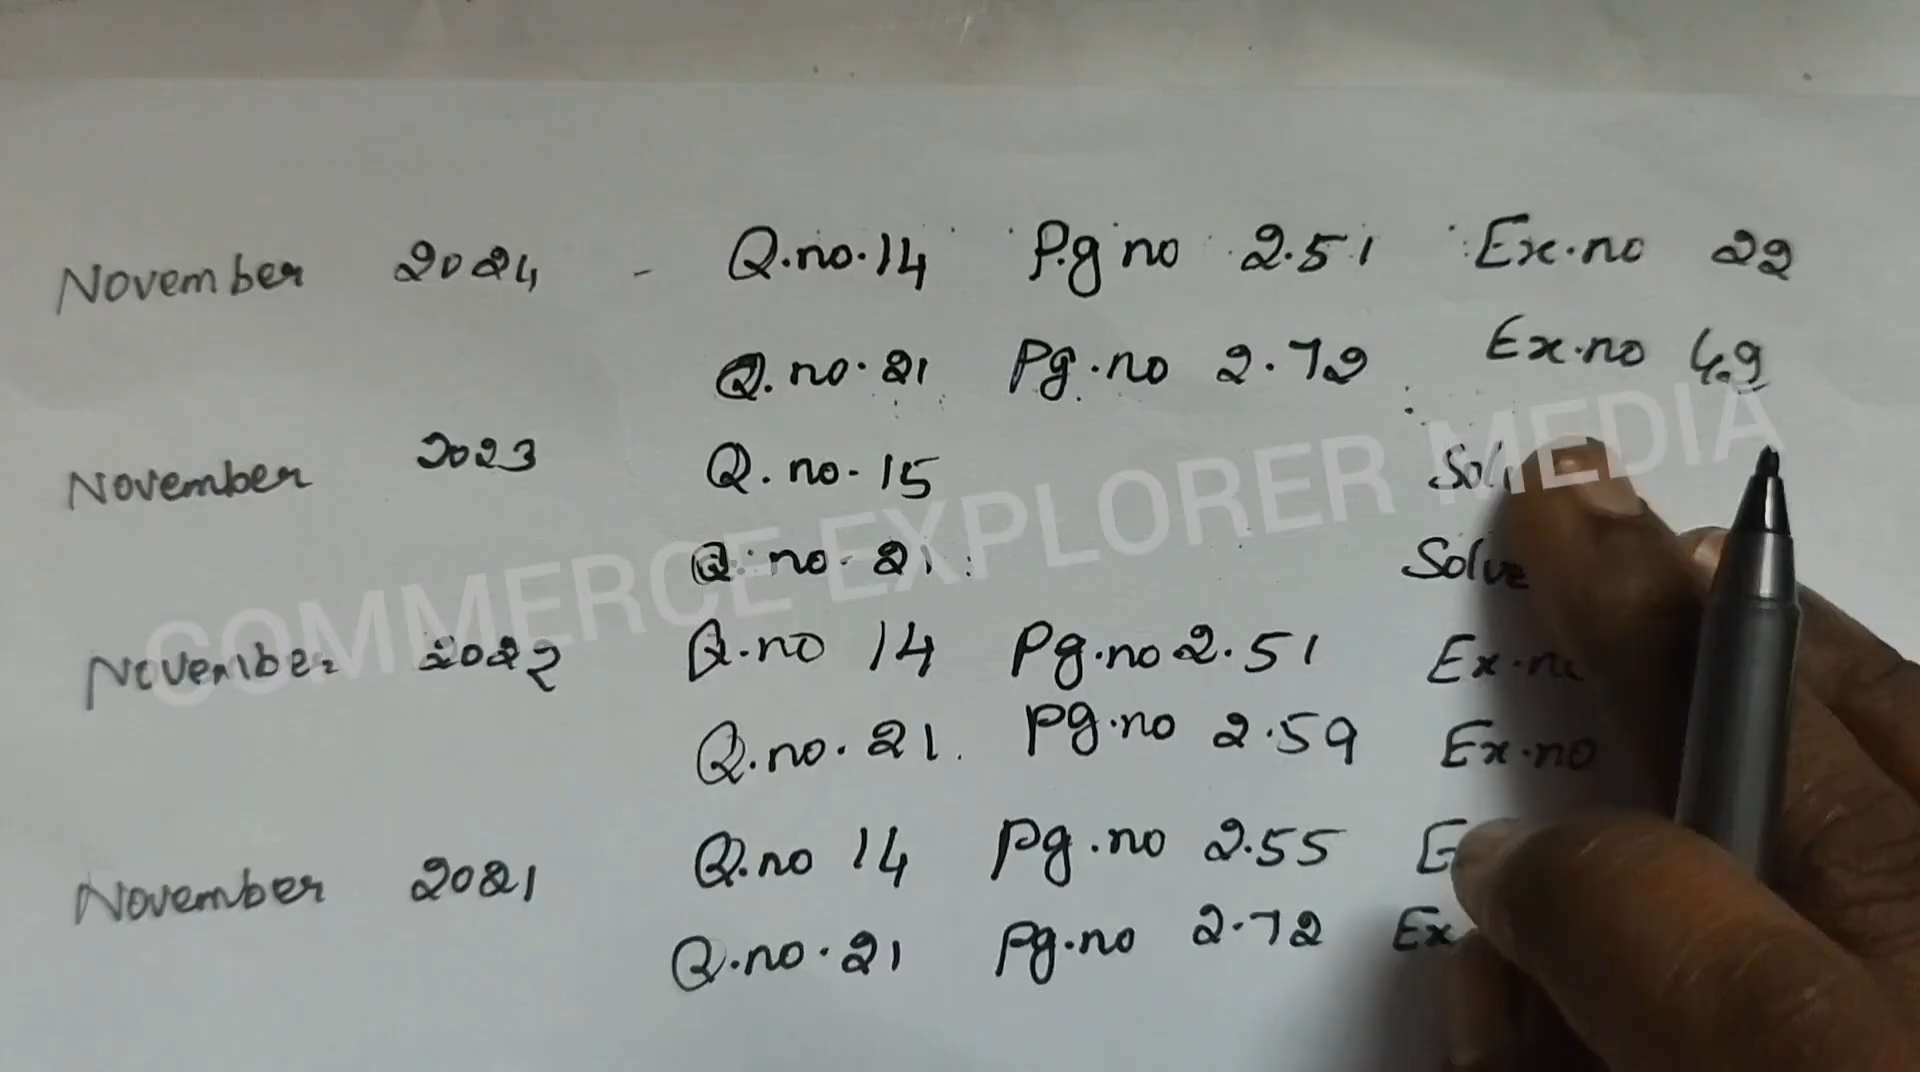 November 2024 - Q.no.14 P.g no 2.51 Ex.no 22
Q.no.21 Pg.no 2.72 Ex.no 49
November 2023 Q.no-15
Q.no-21 Solve
November 2022 Q.no 14 Pg.no 2.51
Q.no.21. Pg.no 2.59 Ex.no
November 2021 Q.no 14 Pg.no 2.55
Q.no.21 Pg.no 2.72 Ex
COMMERCE EXPLORER MEDIA